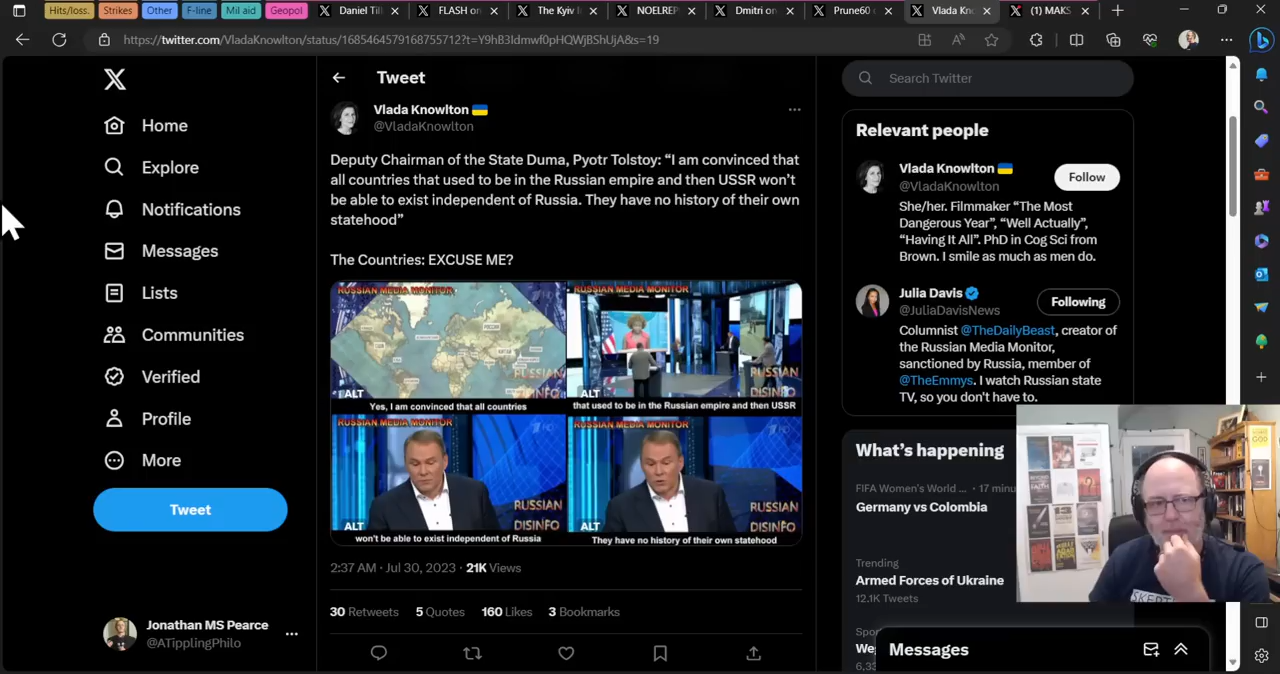 Hits/loss.
Strikes
Other
F-line
Mil aid
Geopol
Daniel Til
FLASH on
The Kyiv I
NOELREP
Dmitri on
Prune60
Vlada Kn
(1) MAKS
https://twitter.com/VladaKnowlton/status/1685464579168755712?t=Y9hB3Idmwf0pHQWjBShUjA&s=19
Home
Explore
Notifications
Messages
Lists
Communities
Verified
Profile
More
Tweet
Jonathan MS Pearce
@ATipplingPhilo
Tweet
Vlada Knowlton
@VladaKnowlton
Deputy Chairman of the State Duma, Pyotr Tolstoy: “I am convinced that
all countries that used to be in the Russian empire and then USSR won’t
be able to exist independent of Russia. They have no history of their own
statehood”
The Countries: EXCUSE ME?
RUSSIAN MEDIA MONITOR
RUSSIAN
DISINFO
ALT
Yes, I am convinced that all countries
RUSSIAN MEDIA MONITOR
RUSSIAN
DISINFO
ALT
that used to be in the Russian empire and then USSR
RUSSIAN MEDIA MONITOR
RUSSIAN
DISINFO
ALT
won't be able to exist independent of Russia
RUSSIAN MEDIA MONITOR
RUSSIAN
DISINFO
ALT
They have no history of their own statehood
2:37 AM · Jul 30, 2023 · 21K Views
30 Retweets 5 Quotes 160 Likes 3 Bookmarks
Search Twitter
Relevant people
Vlada Knowlton
@VladaKnowlton
Follow
She/her. Filmmaker “The Most
Dangerous Year”, “Well Actually”,
“Having It All”. PhD in Cog Sci from
Brown. I smile as much as men do.
Julia Davis
@JuliaDavisNews
Following
Columnist @TheDailyBeast, creator of
the Russian Media Monitor,
sanctioned by Russia, member of
@TheEmmys. I watch Russian state
TV, so you don't have to.
What’s happening
FIFA Women's World ... · 17 minu
Germany vs Colombia
Trending
Armed Forces of Ukraine
12.1K Tweets
Spo
We
6,33
Messages
GOD